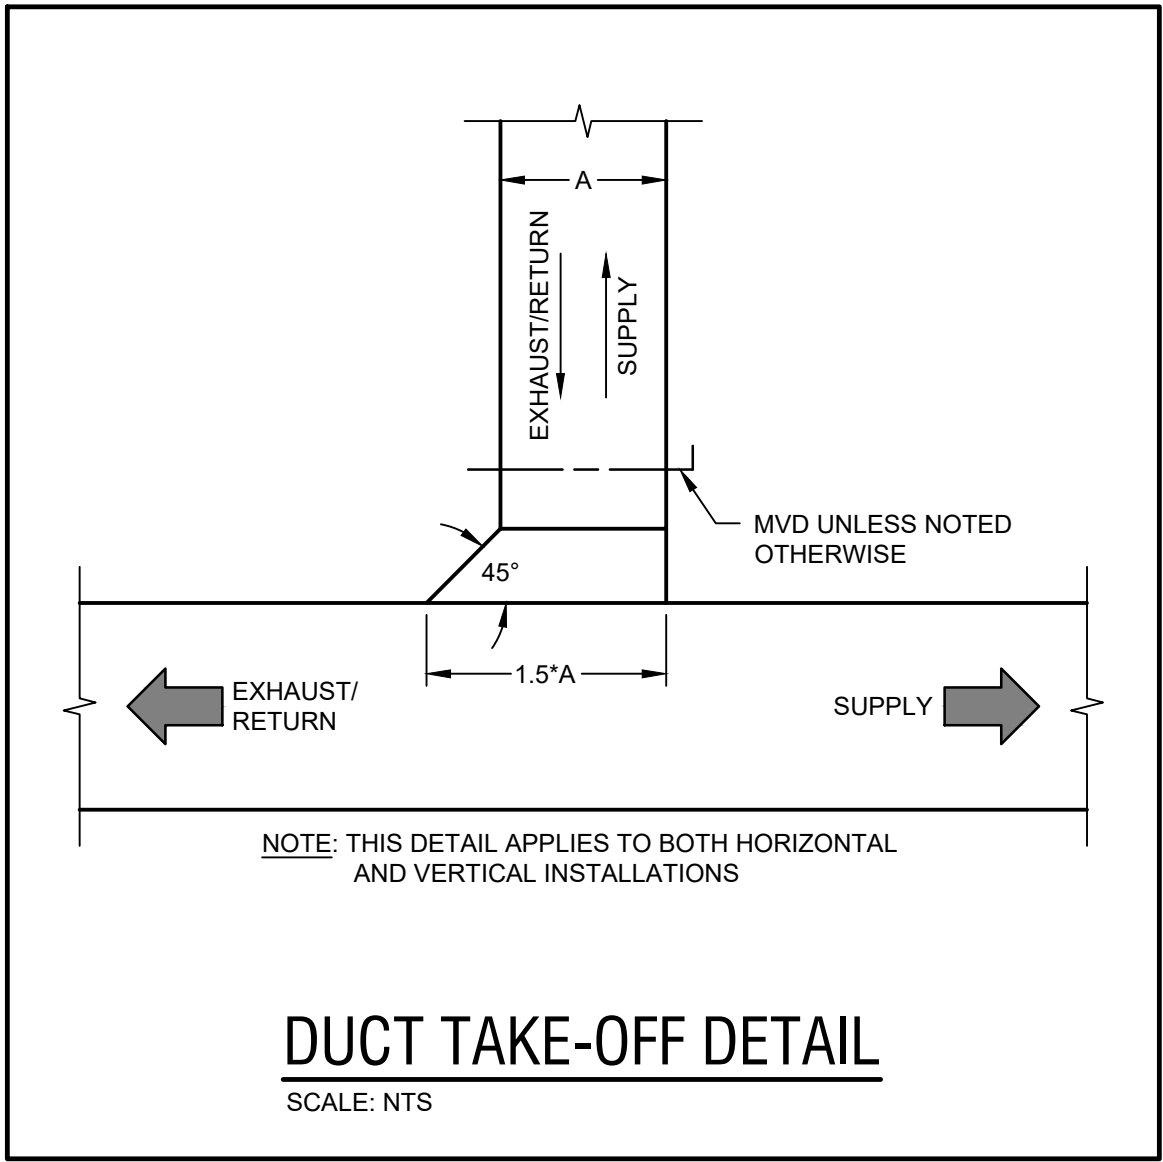 A
EXHAUST/RETURN
SUPPLY
MVD UNLESS NOTED
OTHERWISE
45°
1.5*A
EXHAUST/
RETURN
SUPPLY
NOTE: THIS DETAIL APPLIES TO BOTH HORIZONTAL
AND VERTICAL INSTALLATIONS
DUCT TAKE-OFF DETAIL
SCALE: NTS